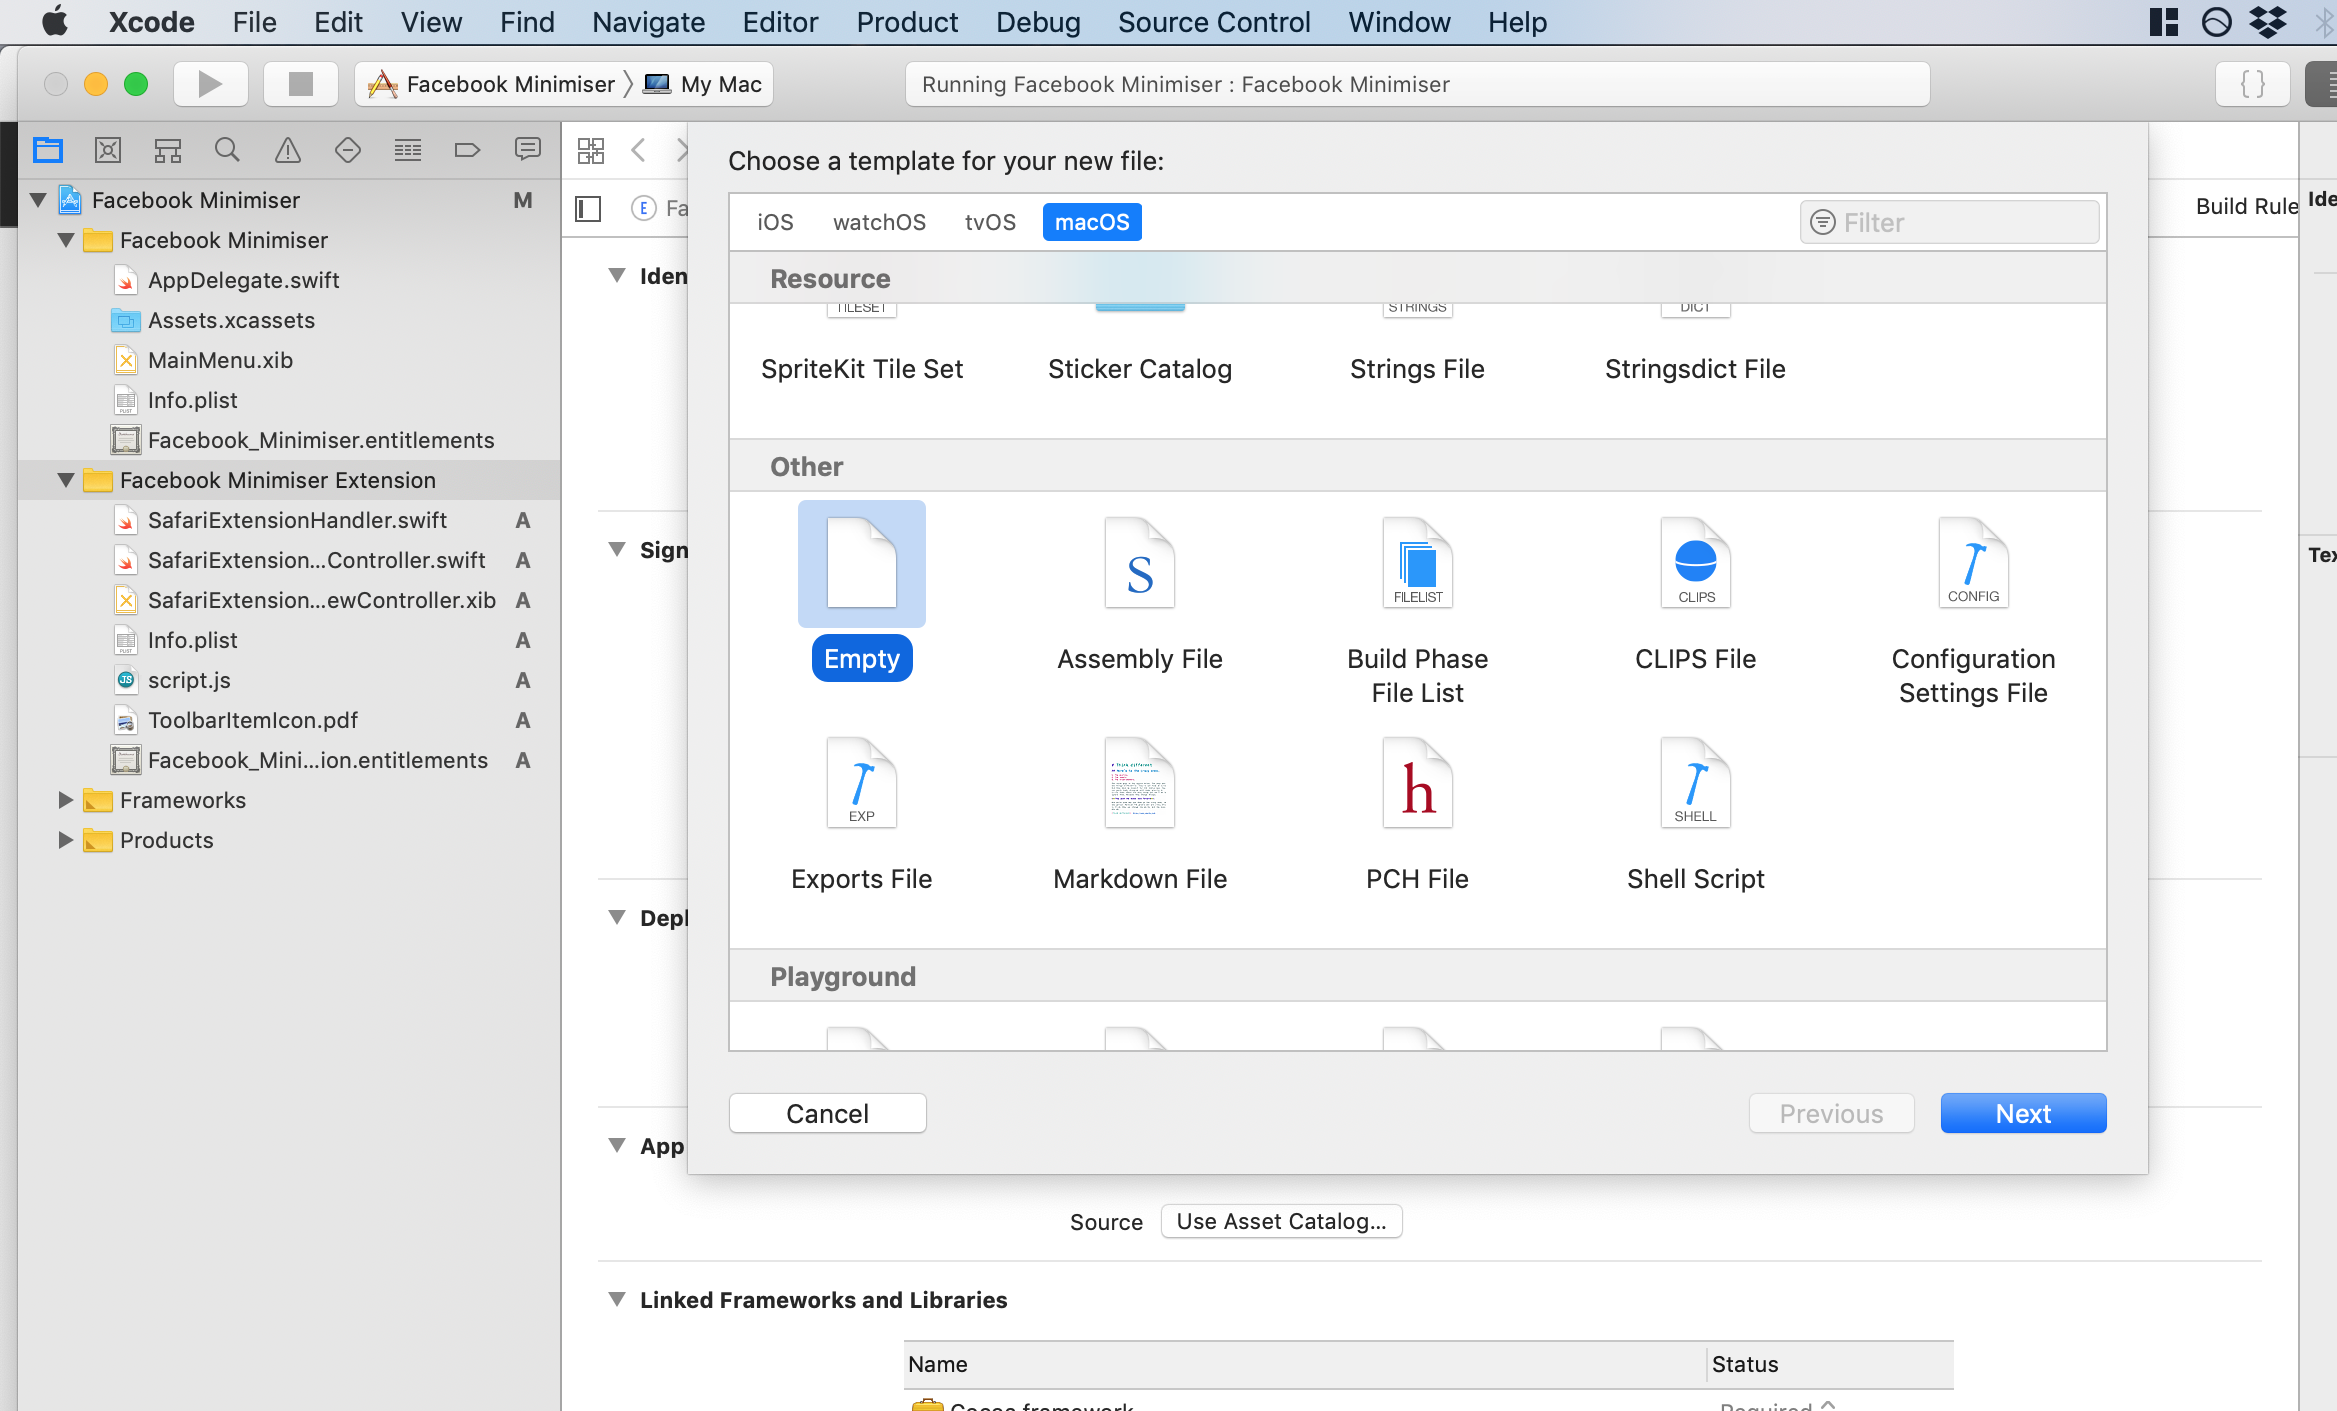 Xcode File Edit View Find Navigate Editor Product Debug Source Control Window Help
Facebook Minimiser My Mac
Running Facebook Minimiser : Facebook Minimiser
{ }
Choose a template for your new file:
Facebook Minimiser M
Facebook Minimiser
AppDelegate.swift
Assets.xcassets
MainMenu.xib
Info.plist
Facebook_Minimiser.entitlements
Facebook Minimiser Extension
SafariExtensionHandler.swift A
SafariExtension...Controller.swift A
SafariExtension...ewController.xib A
Info.plist A
script.js A
ToolbarItemIcon.pdf A
Facebook_Mini...ion.entitlements A
Frameworks
Products
E Fa
Iden
Sign
Depl
App
iOS watchOS tvOS macOS
Filter
Resource
TILESET STRINGS DICT
SpriteKit Tile Set Sticker Catalog Strings File Stringsdict File
Other
S FILELIST CLIPS CONFIG
Empty Assembly File Build Phase File List CLIPS File Configuration Settings File
EXP h SHELL
Exports File Markdown File PCH File Shell Script
Playground
Cancel Previous Next
Build Rule
Ide
Tex
Source Use Asset Catalog...
Linked Frameworks and Libraries
Name Status
Cocoa.framework Required